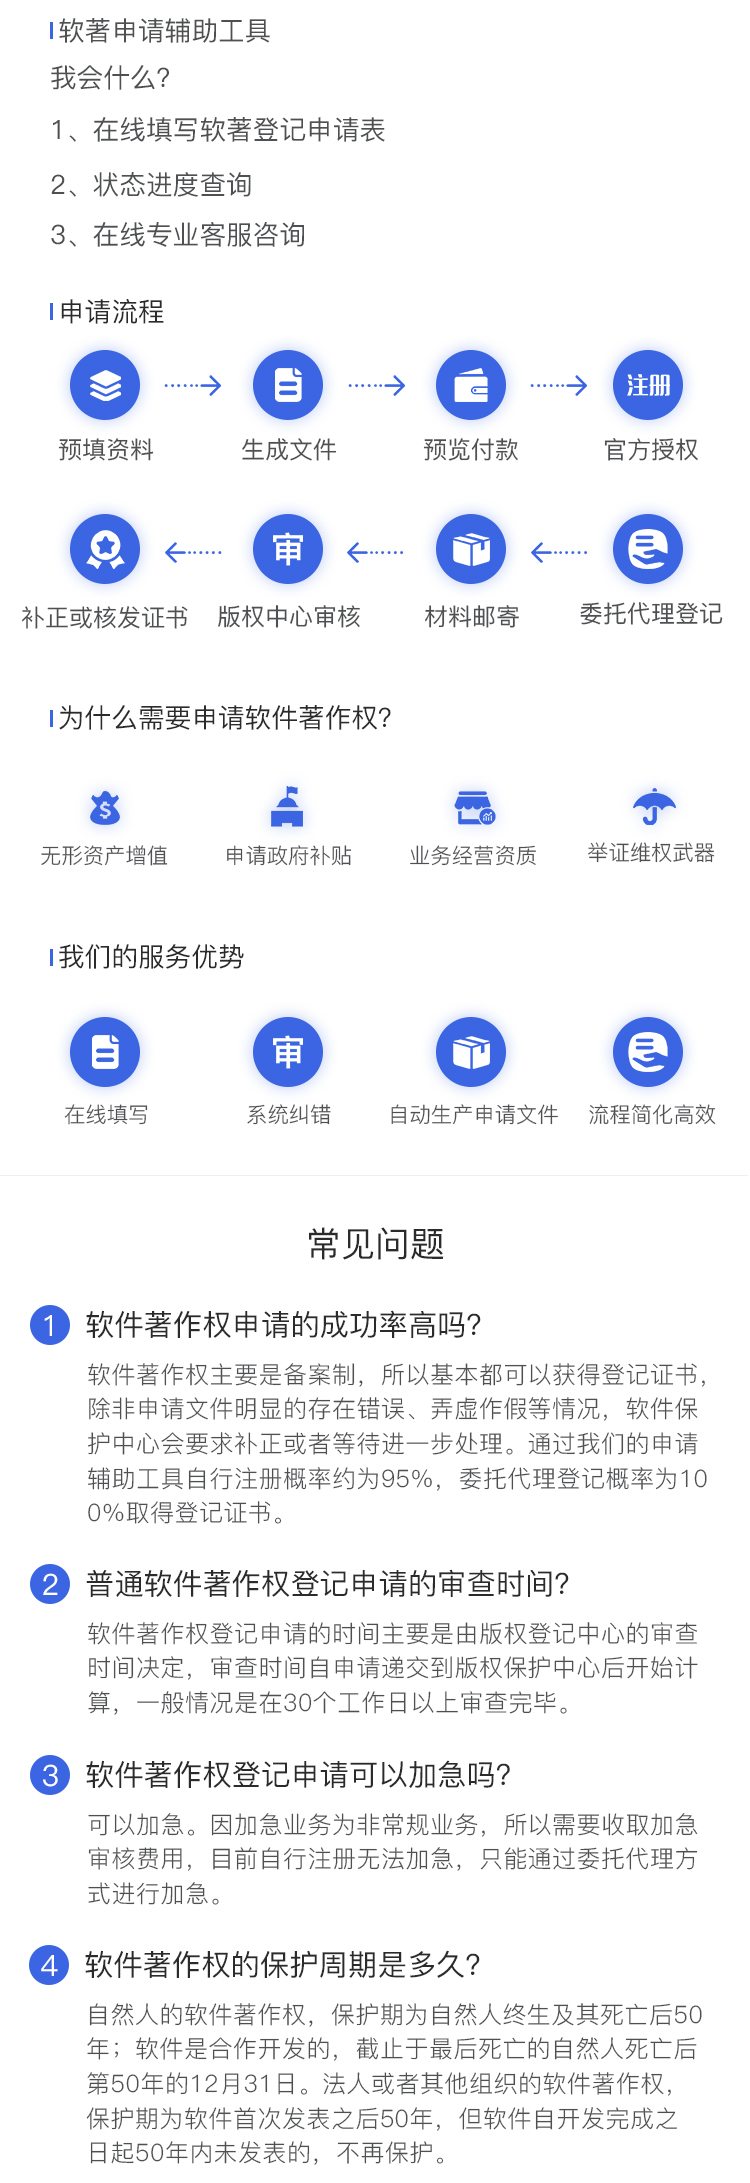 软著申请辅助工具
我会什么?
1、在线填写软著登记申请表
2、状态进度查询
3、在线专业客服咨询
申请流程
注册
预填资料 生成文件 预览付款 官方授权
审
补正或核发证书 版权中心审核 材料邮寄 委托代理登记
为什么需要申请软件著作权?
$
无形资产增值 申请政府补贴 业务经营资质 举证维权武器
我们的服务优势
审
在线填写 系统纠错 自动生产申请文件 流程简化高效
常见问题
1 软件著作权申请的成功率高吗?
软件著作权主要是备案制，所以基本都可以获得登记证书，
除非申请文件明显的存在错误、弄虚作假等情况，软件保
护中心会要求补正或者等待进一步处理。通过我们的申请
辅助工具自行注册概率约为95%，委托代理登记概率为10
0%取得登记证书。
2 普通软件著作权登记申请的审查时间?
软件著作权登记申请的时间主要是由版权登记中心的审查
时间决定，审查时间自申请递交到版权保护中心后开始计
算，一般情况是在30个工作日以上审查完毕。
3 软件著作权登记申请可以加急吗?
可以加急。因加急业务为非常规业务，所以需要收取加急
审核费用，目前自行注册无法加急，只能通过委托代理方
式进行加急。
4 软件著作权的保护周期是多久?
自然人的软件著作权，保护期为自然人终生及其死亡后50
年；软件是合作开发的，截止于最后死亡的自然人死亡后
第50年的12月31日。法人或者其他组织的软件著作权，
保护期为软件首次发表之后50年，但软件自开发完成之
日起50年内未发表的，不再保护。